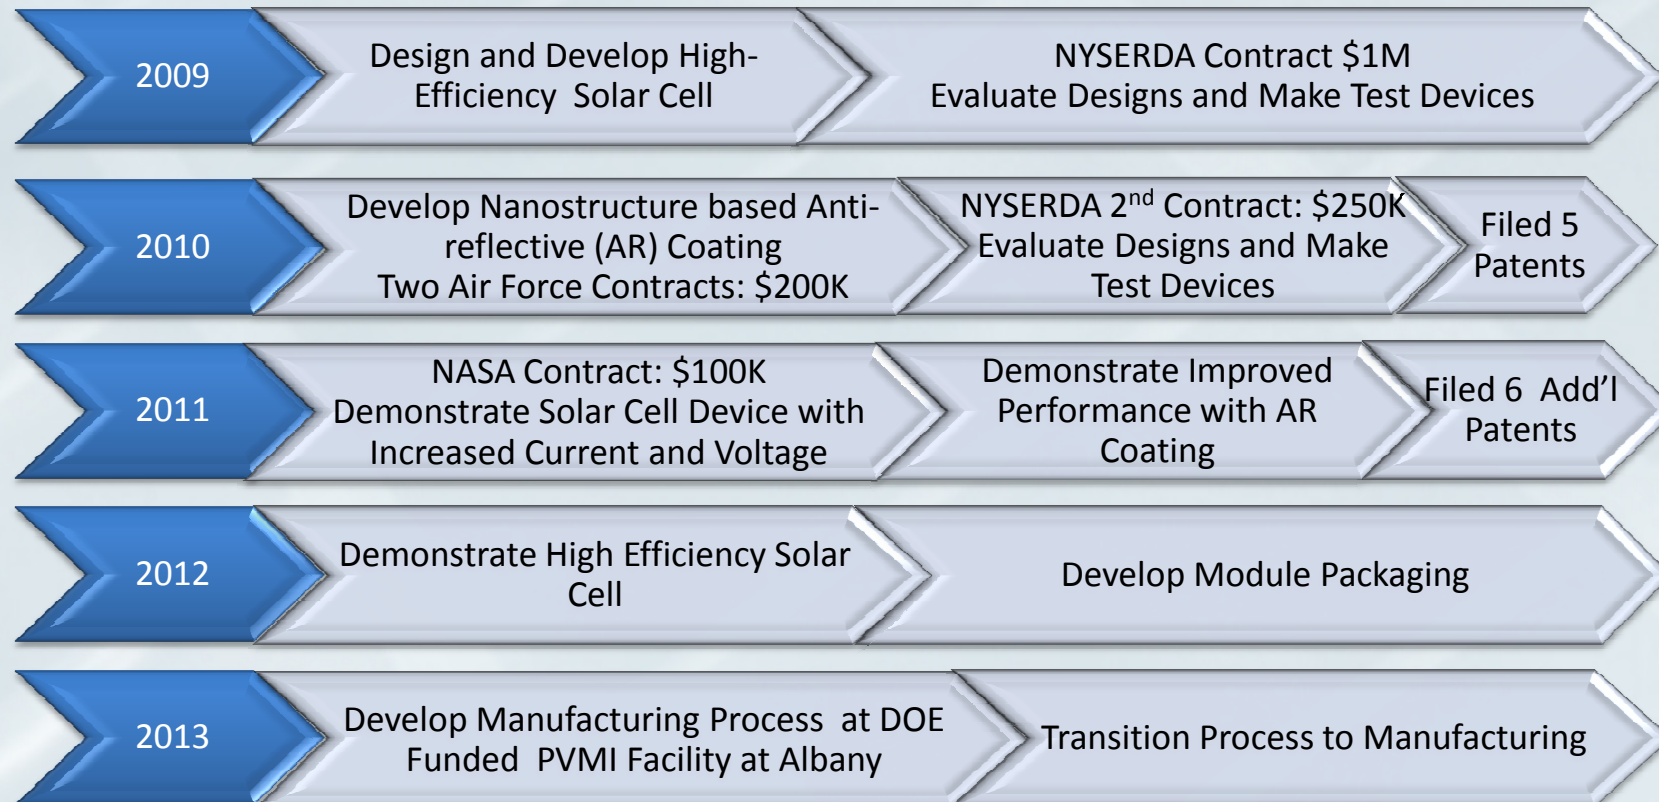 2009
Design and Develop High-
Efficiency Solar Cell
NYSERDA Contract $1M
Evaluate Designs and Make Test Devices
2010
Develop Nanostructure based Anti-
reflective (AR) Coating
Two Air Force Contracts: $200K
NYSERDA 2nd Contract: $250K
Evaluate Designs and Make
Test Devices
Filed 5
Patents
2011
NASA Contract: $100K
Demonstrate Solar Cell Device with
Increased Current and Voltage
Demonstrate Improved
Performance with AR
Coating
Filed 6 Add’l
Patents
2012
Demonstrate High Efficiency Solar
Cell
Develop Module Packaging
2013
Develop Manufacturing Process at DOE
Funded PVMI Facility at Albany
Transition Process to Manufacturing